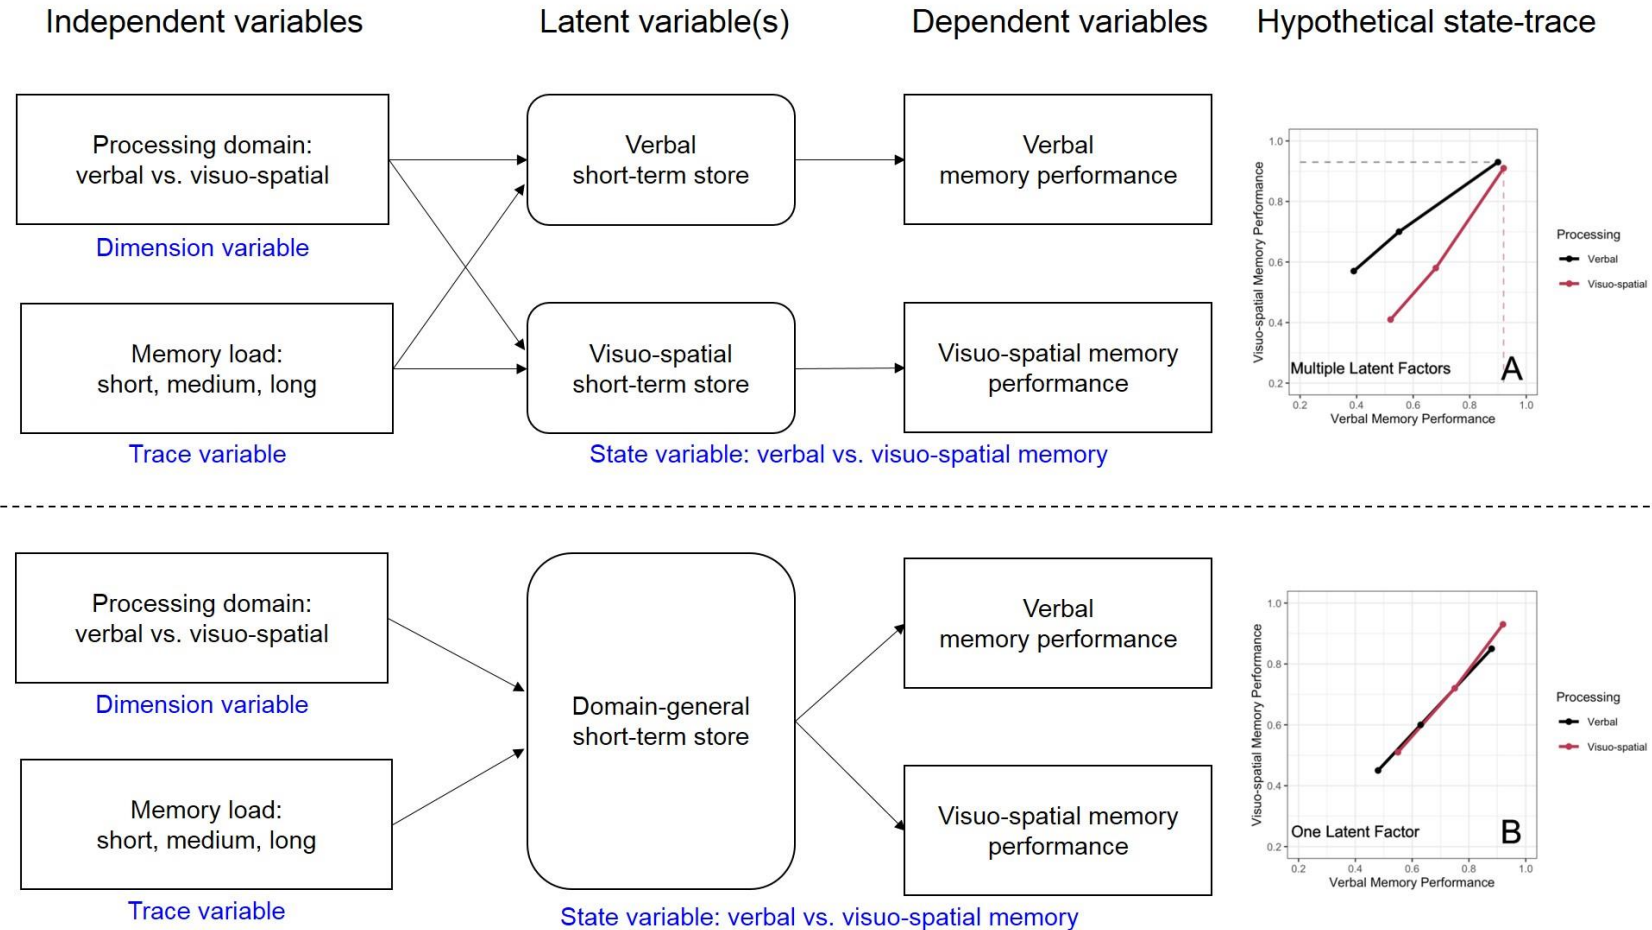 Independent variables
Latent variable(s)
Dependent variables
Hypothetical state-trace
Processing domain:
verbal vs. visuo-spatial
Dimension variable
Memory load:
short, medium, long
Trace variable
Verbal
short-term store
Visuo-spatial
short-term store
Verbal
memory performance
Visuo-spatial memory
performance
State variable: verbal vs. visuo-spatial memory
Visuo-spatial Memory Performance
1.0
0.8
0.6
0.4
0.2
Multiple Latent Factors
A
0.2 0.4 0.6 0.8 1.0
Verbal Memory Performance
Processing
Verbal
Visuo-spatial
Processing domain:
verbal vs. visuo-spatial
Dimension variable
Memory load:
short, medium, long
Trace variable
Domain-general
short-term store
Verbal
memory performance
Visuo-spatial memory
performance
State variable: verbal vs. visuo-spatial memory
Visuo-spatial Memory Performance
1.0
0.8
0.6
0.4
0.2
One Latent Factor
B
0.2 0.4 0.6 0.8 1.0
Verbal Memory Performance
Processing
Verbal
Visuo-spatial